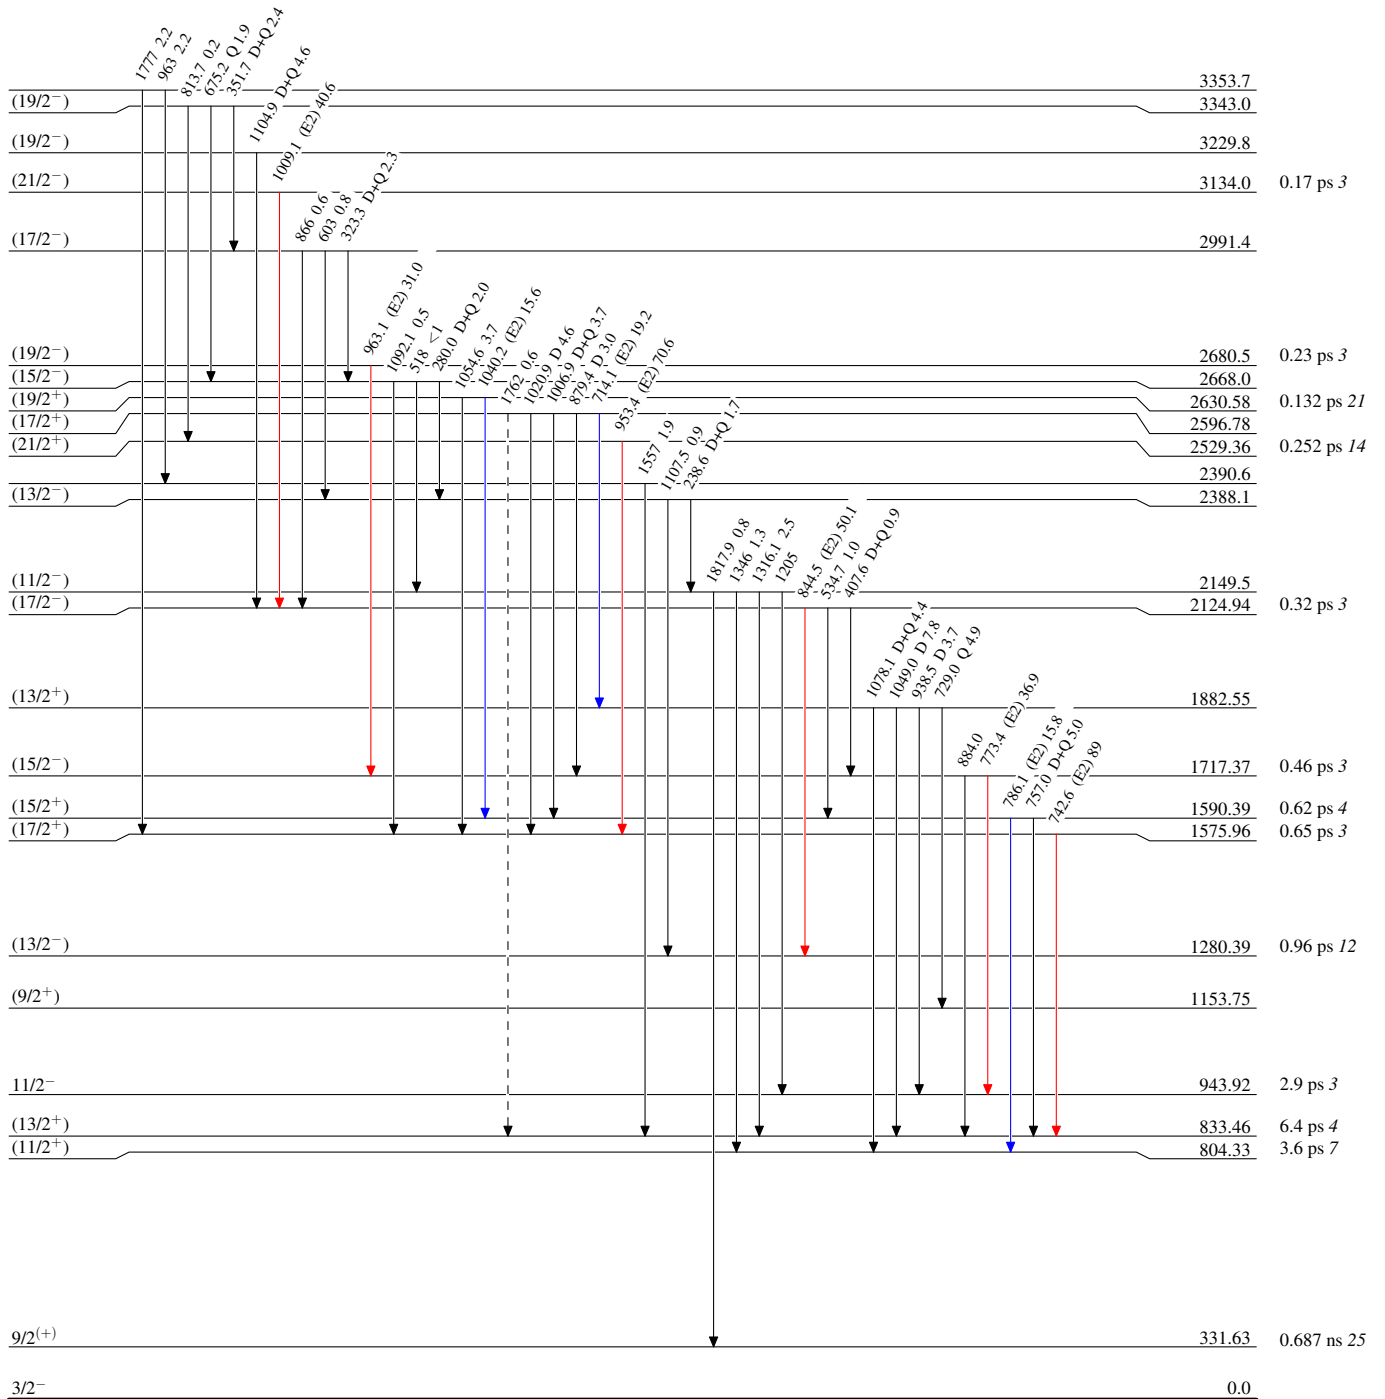 1777 2.2
963 2.2
813.7 0.2
675.2 Q 1.9
351.7 D+Q 2.4
1104.9 D+Q 4.6
1009.1 (E2) 40.6
866 0.6
603 0.8
323.3 D+Q 2.3
963.1 (E2) 31.0
1092.1 0.5
518 <1
280.0 D+Q 2.0
1054.6 3.7
1040.2 (E2) 15.6
1762 0.6
1020.9 D 4.6
1006.9 D+Q 3.7
879.4 D 3.0
714.1 (E2) 19.2
953.4 (E2) 70.6
1557 1.9
1107.5 0.9
238.6 D+Q 1.7
1817.9 0.8
1346 1.3
1316.1 2.5
1205
844.5 (E2) 50.1
534.7 1.0
407.6 D+Q 0.9
1078.1 D+Q 4.4
1049.0 D 7.8
938.5 D 3.7
729.0 Q 4.9
884.0
773.4 (E2) 36.9
786.1 (E2) 15.8
757.0 D+Q 5.0
742.6 (E2) 89
3353.7
(19/2⁻) 3343.0
(19/2⁻) 3229.8
(21/2⁻) 3134.0 0.17 ps 3
(17/2⁻) 2991.4
(19/2⁻) 2680.5 0.23 ps 3
(15/2⁻) 2668.0
(19/2⁺) 2630.58 0.132 ps 21
(17/2⁺) 2596.78
(21/2⁺) 2529.36 0.252 ps 14
2390.6
(13/2⁻) 2388.1
(11/2⁻) 2149.5
(17/2⁻) 2124.94 0.32 ps 3
(13/2⁺) 1882.55
(15/2⁻) 1717.37 0.46 ps 3
(15/2⁺) 1590.39 0.62 ps 4
(17/2⁺) 1575.96 0.65 ps 3
(13/2⁻) 1280.39 0.96 ps 12
(9/2⁺) 1153.75
11/2⁻ 943.92 2.9 ps 3
(13/2⁺) 833.46 6.4 ps 4
(11/2⁺) 804.33 3.6 ps 7
9/2⁽⁺⁾ 331.63 0.687 ns 25
3/2⁻ 0.0